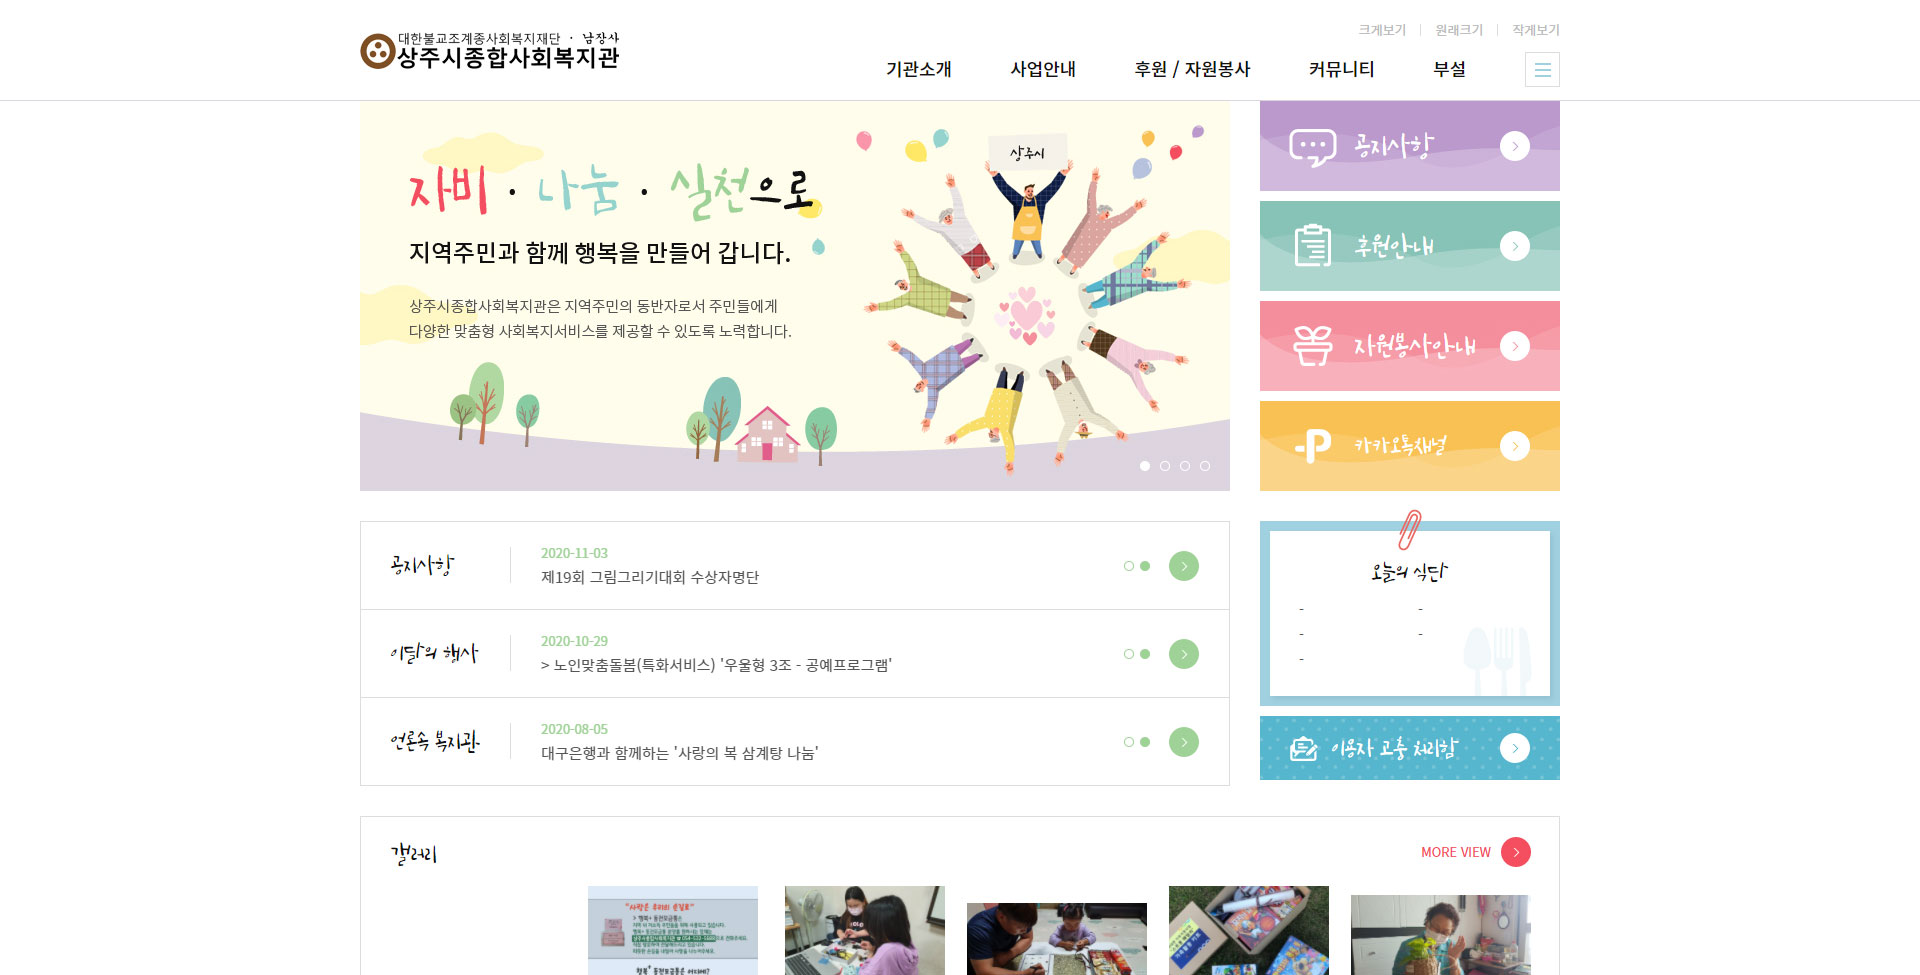 크게보기
원래크기
작게보기
대한불교조계종사회복지재단 · 남장사
상주시종합사회복지관
기관소개
사업안내
후원 / 자원봉사
커뮤니티
부설
자비 · 나눔 · 실천으로
지역주민과 함께 행복을 만들어 갑니다.
상주시종합사회복지관은 지역주민의 동반자로서 주민들에게
다양한 맞춤형 사회복지서비스를 제공할 수 있도록 노력합니다.
상주시
공지사항
후원안내
자원봉사안내
카카오톡채널
공지사항
2020-11-03
제19회 그림그리기대회 수상자명단
이달의 행사
2020-10-29
> 노인맞춤돌봄(특화서비스) '우울형 3조 - 공예프로그램'
언론속 복지관
2020-08-05
대구은행과 함께하는 '사랑의 복 삼계탕 나눔'
오늘의 식단
-
-
-
-
-
이용자 고충 처리함
갤러리
MORE VIEW